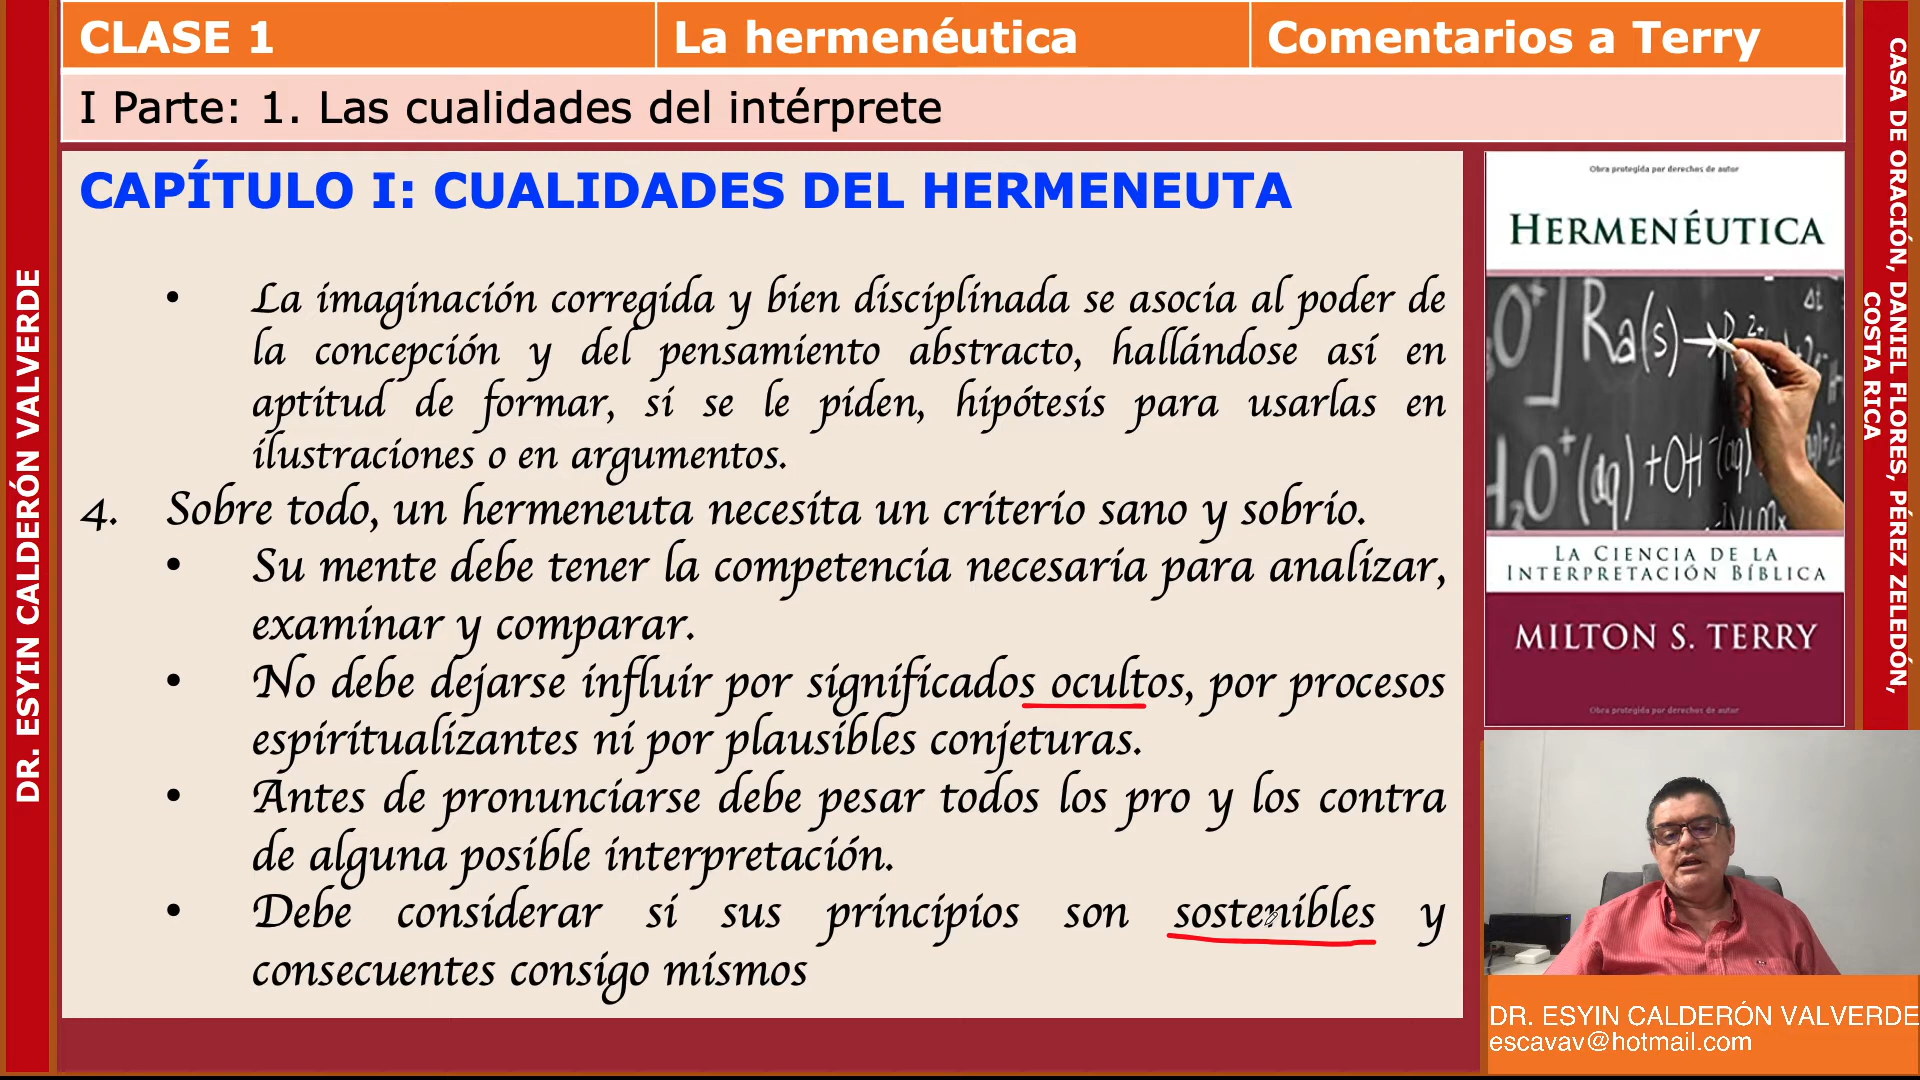 CLASE 1
La hermenéutica
Comentarios a Terry
I Parte: 1. Las cualidades del intérprete
CAPÍTULO I: CUALIDADES DEL HERMENEUTA
• La imaginación corregida y bien disciplinada se asocia al poder de
la concepción y del pensamiento abstracto, hallándose así en
aptitud de formar, si se le piden, hipótesis para usarlas en
ilustraciones o en argumentos.
4. Sobre todo, un hermeneuta necesita un criterio sano y sobrio.
• Su mente debe tener la competencia necesaria para analizar,
examinar y comparar.
• No debe dejarse influir por significados ocultos, por procesos
espiritualizantes ni por plausibles conjeturas.
• Antes de pronunciarse debe pesar todos los pro y los contra
de alguna posible interpretación.
• Debe considerar si sus principios son sostenibles y
consecuentes consigo mismos
DR. ESYIN CALDERÓN VALVERDE
Obra protegida por derechos de autor
HERMENÉUTICA
Ra(s)→
+OH
(aq)
LA CIENCIA DE LA
INTERPRETACIÓN BÍBLICA
MILTON S. TERRY
Obra protegida por derechos de autor
CASA DE ORACIÓN, DANIEL FLORES, PÉREZ ZELEDÓN,
COSTA RICA
DR. ESYIN CALDERÓN VALVERDE
escavav@hotmail.com